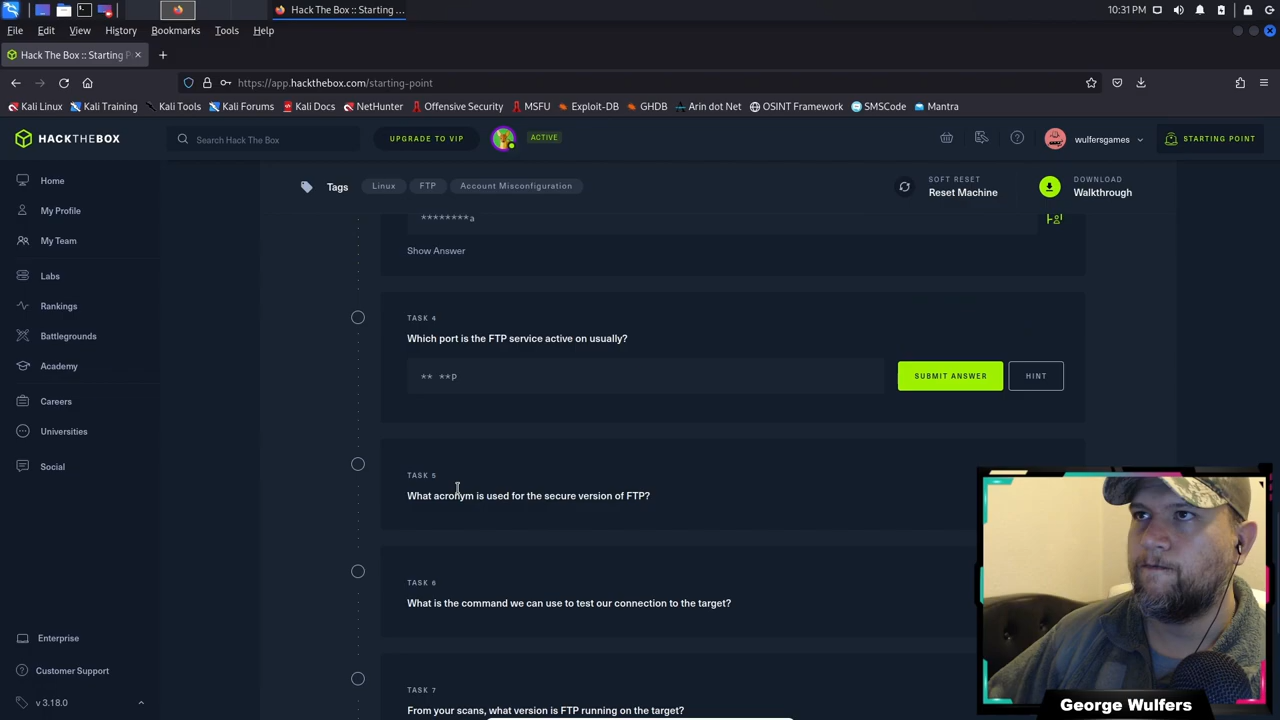 Hack The Box :: Starting ...
10:31 PM
File Edit View History Bookmarks Tools Help
Hack The Box :: Starting P
https://app.hackthebox.com/starting-point
Kali Linux Kali Training Kali Tools Kali Forums Kali Docs NetHunter Offensive Security MSFU Exploit-DB GHDB Arin dot Net OSINT Framework SMSCode Mantra
HACKTHEBOX
Search Hack The Box
UPGRADE TO VIP
ACTIVE
wulfersgames
STARTING POINT
Home
My Profile
My Team
Labs
Rankings
Battlegrounds
Academy
Careers
Universities
Social
Enterprise
Customer Support
v 3.18.0
Tags Linux FTP Account Misconfiguration
SOFT RESET
Reset Machine
DOWNLOAD
Walkthrough
********a
Show Answer
TASK 4
Which port is the FTP service active on usually?
** **p
SUBMIT ANSWER
HINT
TASK 5
What acronym is used for the secure version of FTP?
TASK 6
What is the command we can use to test our connection to the target?
TASK 7
From your scans, what version is FTP running on the target?
George Wulfers